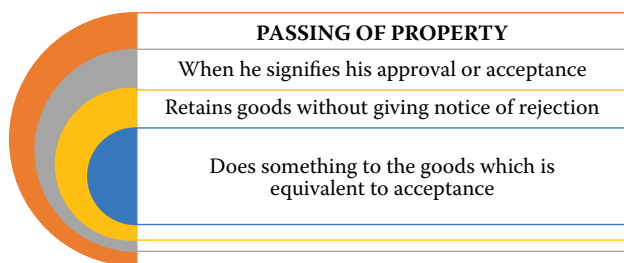 PASSING OF PROPERTY
When he signifies his approval or acceptance
Retains goods without giving notice of rejection
Does something to the goods which is
equivalent to acceptance